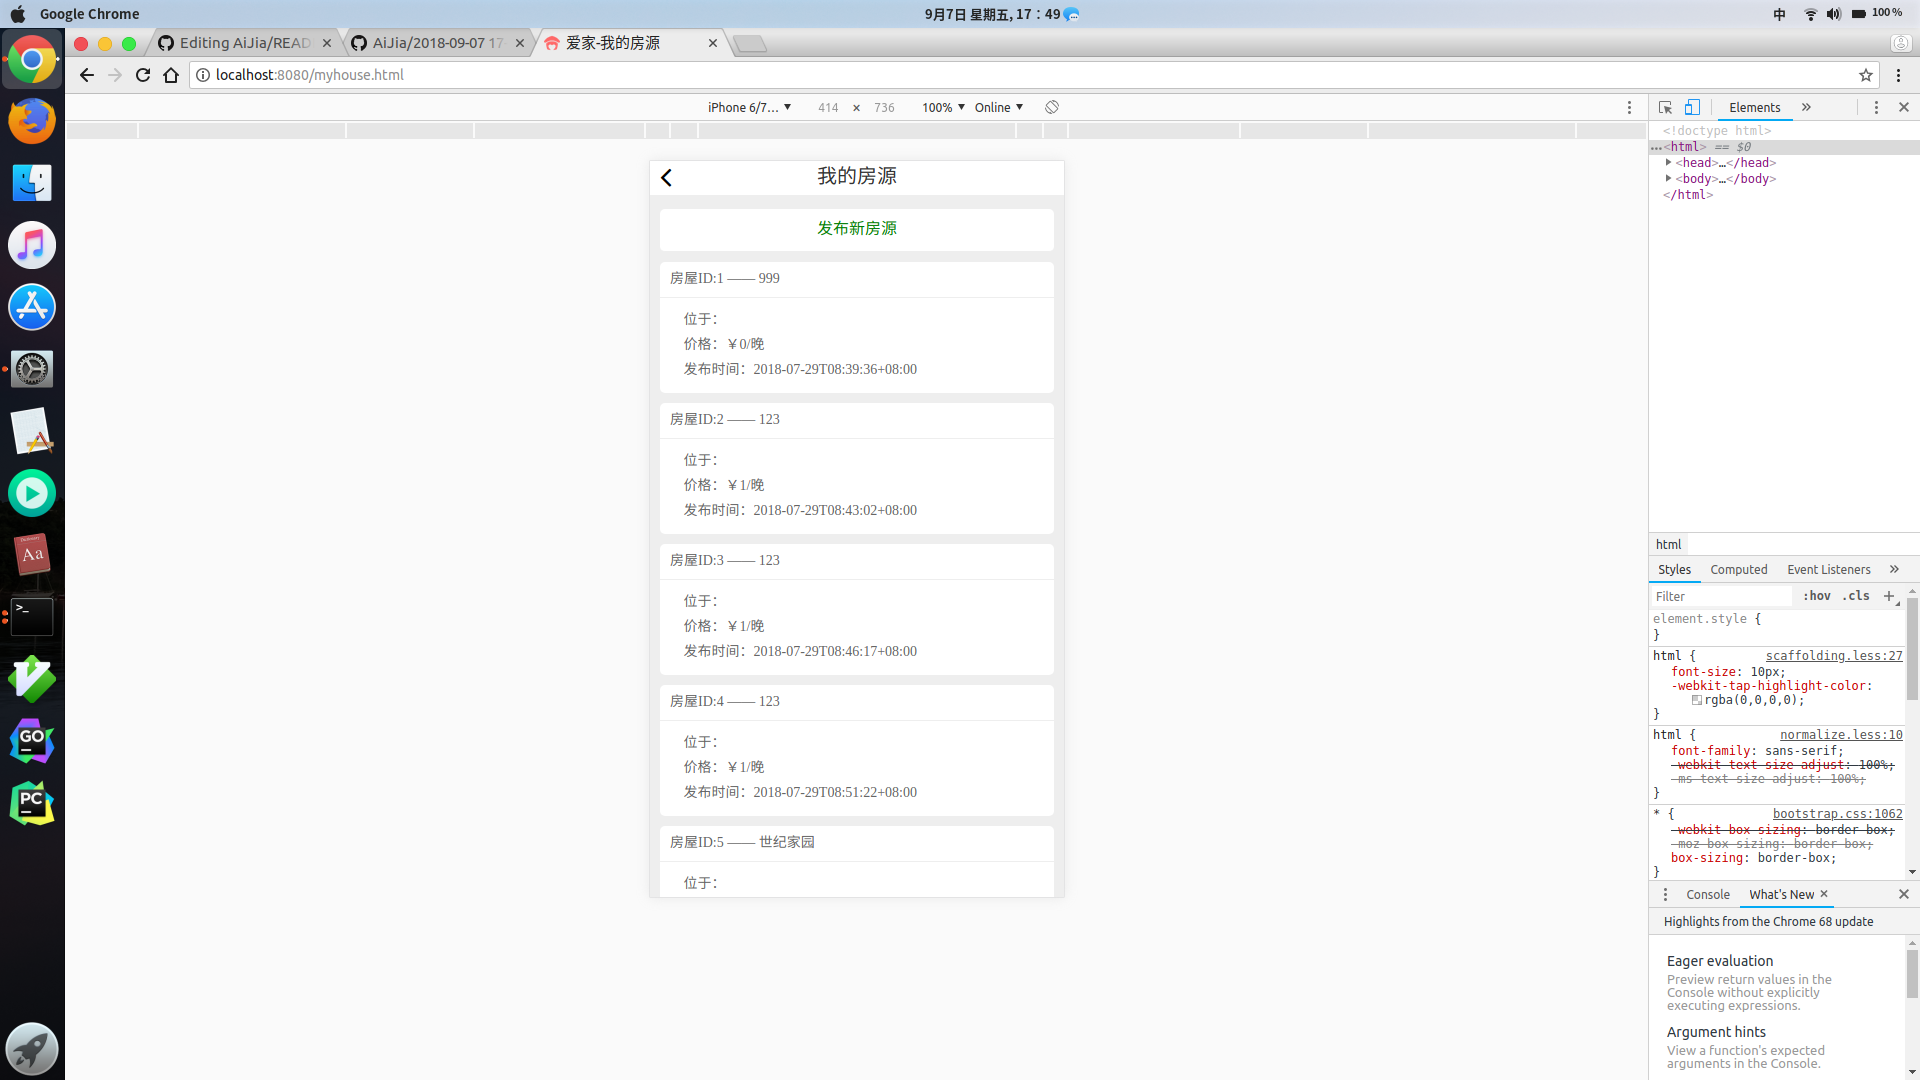 Google Chrome
9月7日 星期五, 17：49
中
100%
Editing AiJia/READ
AiJia/2018-09-07 17
爱家-我的房源
localhost:8080/myhouse.html
iPhone 6/7... 414 × 736 100% Online
Elements
<!doctype html>
...<html> == $0
<head>…</head>
<body>…</body>
</html>
我的房源
发布新房源
房屋ID:1 —— 999
位于：
价格：￥0/晚
发布时间：2018-07-29T08:39:36+08:00
房屋ID:2 —— 123
位于：
价格：￥1/晚
发布时间：2018-07-29T08:43:02+08:00
房屋ID:3 —— 123
位于：
价格：￥1/晚
发布时间：2018-07-29T08:46:17+08:00
房屋ID:4 —— 123
位于：
价格：￥1/晚
发布时间：2018-07-29T08:51:22+08:00
房屋ID:5 —— 世纪家园
位于：
html
Styles Computed Event Listeners
Filter :hov .cls +
element.style {
}
html { scaffolding.less:27
font-size: 10px;
-webkit-tap-highlight-color:
rgba(0,0,0,0);
}
html { normalize.less:10
font-family: sans-serif;
-webkit-text-size-adjust: 100%;
-ms-text-size-adjust: 100%;
}
* { bootstrap.css:1062
-webkit-box-sizing: border-box;
-moz-box-sizing: border-box;
box-sizing: border-box;
}
Console What's New
Highlights from the Chrome 68 update
Eager evaluation
Preview return values in the
Console without explicitly
executing expressions.
Argument hints
View a function's expected
arguments in the Console.
Aa
>_
GO
PC